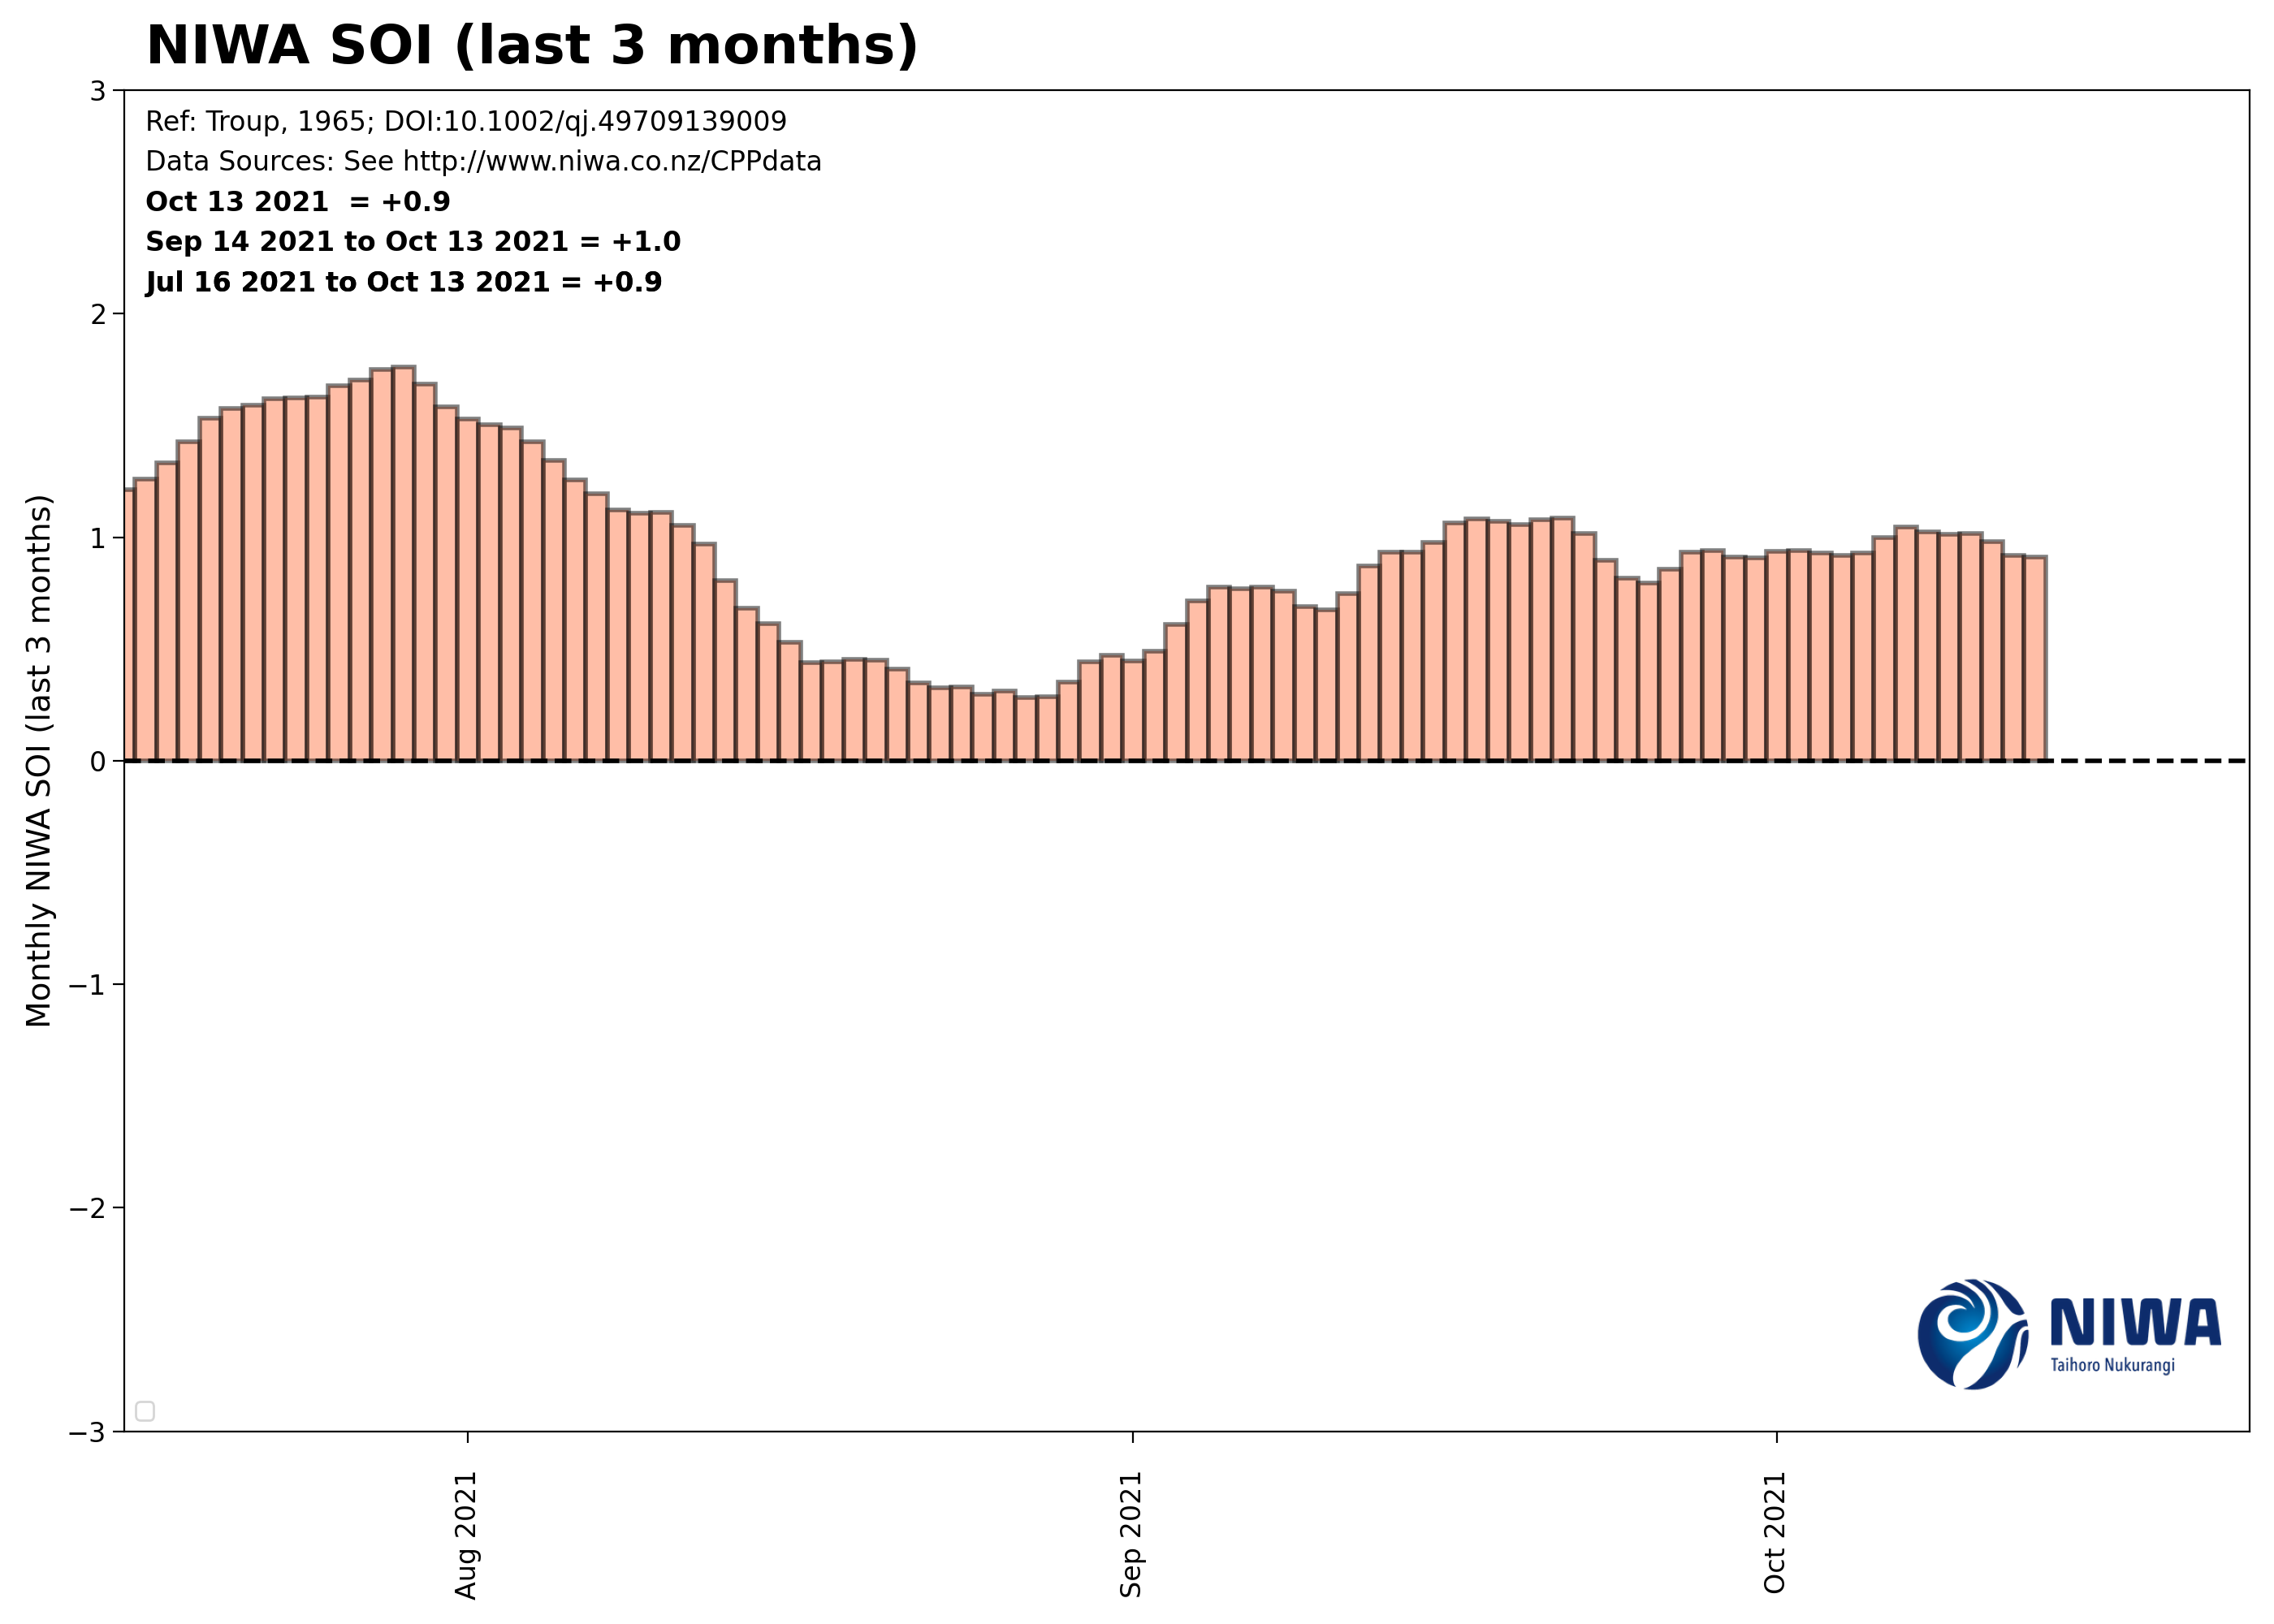 NIWA SOI (last 3 months)
Ref: Troup, 1965; DOI:10.1002/qj.49709139009
Data Sources: See http://www.niwa.co.nz/CPPdata
Oct 13 2021  = +0.9
Sep 14 2021 to Oct 13 2021 = +1.0
Jul 16 2021 to Oct 13 2021 = +0.9
Monthly NIWA SOI (last 3 months)
3
2
1
0
−1
−2
−3
Aug 2021
Sep 2021
Oct 2021
NIWA
Taihoro Nukurangi